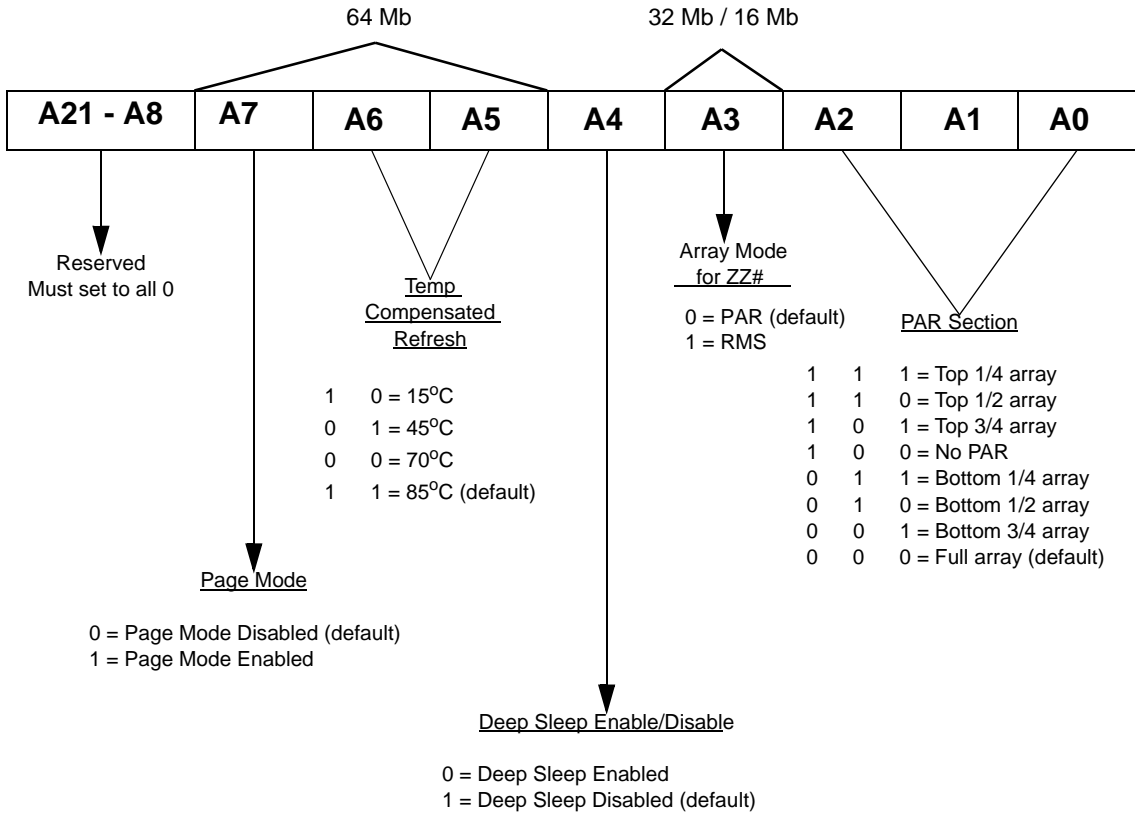 64 Mb
32 Mb / 16 Mb
A21 - A8 A7 A6 A5 A4 A3 A2 A1 A0
Reserved
Must set to all 0
Temp
Compensated
Refresh
1 0 = 15°C
0 1 = 45°C
0 0 = 70°C
1 1 = 85°C (default)
Array Mode
for ZZ#
0 = PAR (default)
1 = RMS
PAR Section
1 1 1 = Top 1/4 array
1 1 0 = Top 1/2 array
1 0 1 = Top 3/4 array
1 0 0 = No PAR
0 1 1 = Bottom 1/4 array
0 1 0 = Bottom 1/2 array
0 0 1 = Bottom 3/4 array
0 0 0 = Full array (default)
Page Mode
0 = Page Mode Disabled (default)
1 = Page Mode Enabled
Deep Sleep Enable/Disable
0 = Deep Sleep Enabled
1 = Deep Sleep Disabled (default)